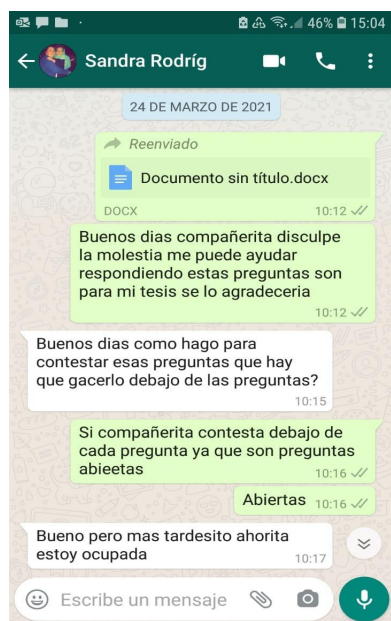 46% 15:04
Sandra Rodríg
24 DE MARZO DE 2021
Reenviado
Documento sin título.docx
DOCX 10:12
Buenos dias compañerita disculpe
la molestia me puede ayudar
respondiendo estas preguntas son
para mi tesis se lo agradeceria
10:12
Buenos dias como hago para
contestar esas preguntas que hay
que gacerlo debajo de las preguntas?
10:15
Si compañerita contesta debajo de
cada pregunta ya que son preguntas
abieetas 10:16
Abiertas 10:16
Bueno pero mas tardesito ahorita
estoy ocupada 10:17
Escribe un mensaje